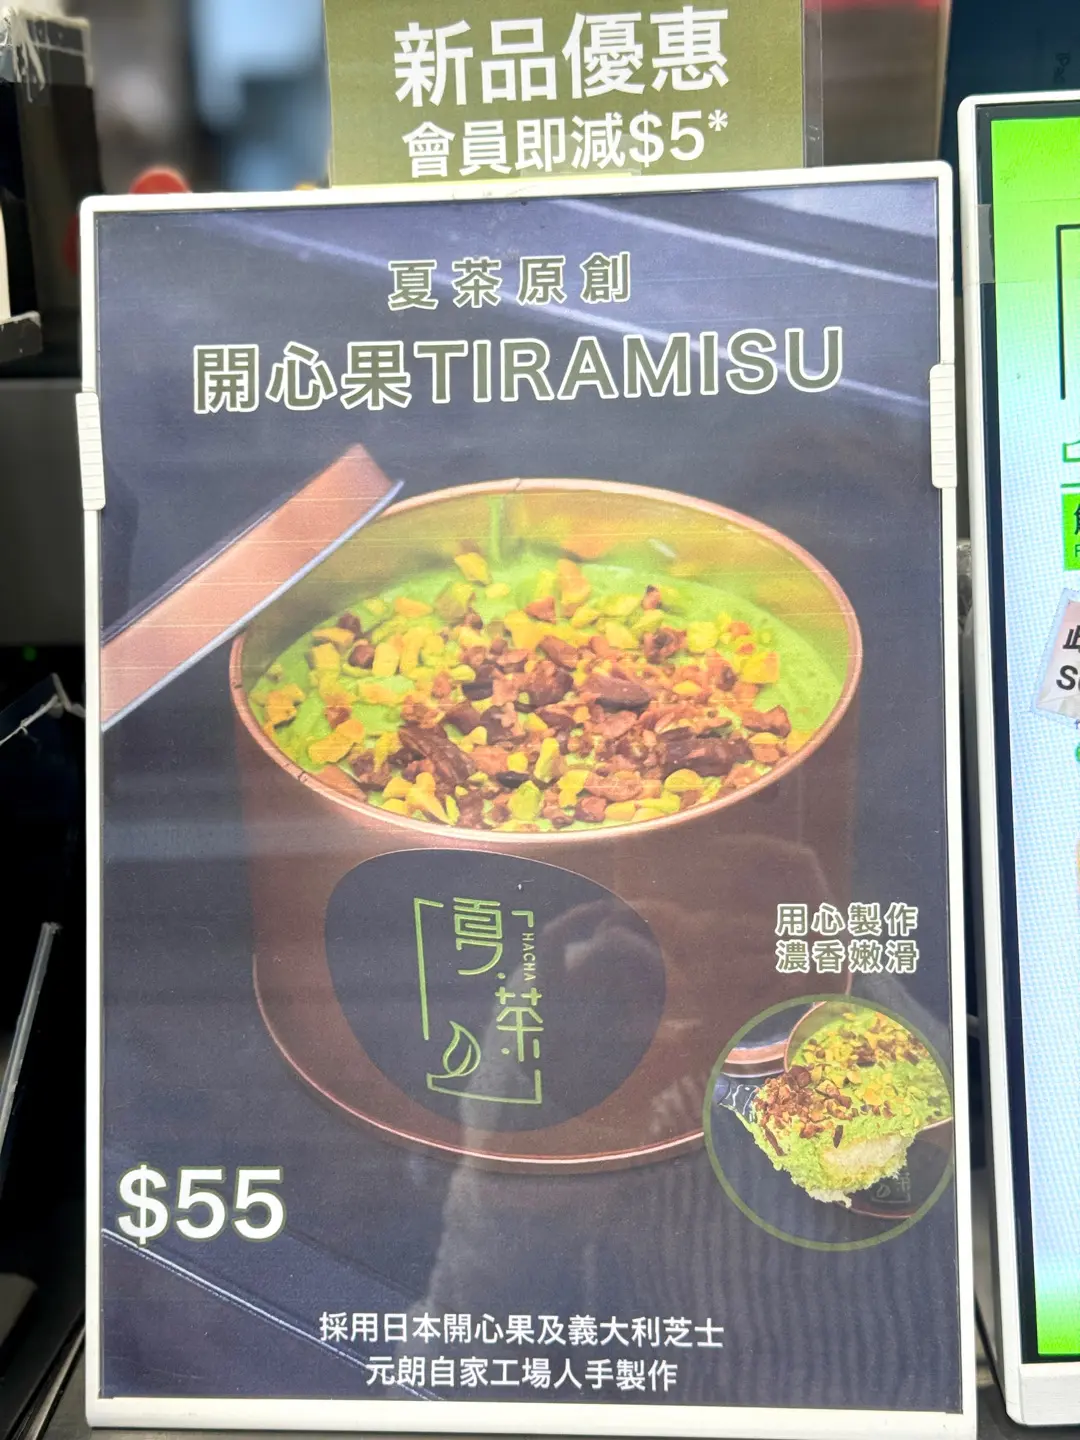 新品優惠
會員即減$5*
夏茶原創
開心果TIRAMISU
夏茶
HACHA
用心製作
濃香嫩滑
$55
採用日本開心果及義大利芝士
元朗自家工場人手製作